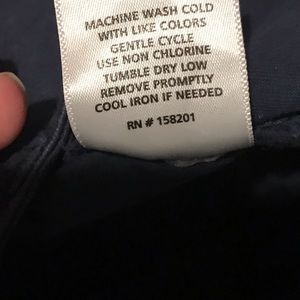 MACHINE WASH COLD
WITH LIKE COLORS
GENTLE CYCLE
USE NON CHLORINE
TUMBLE DRY LOW
REMOVE PROMPTLY
COOL IRON IF NEEDED
RN # 158201